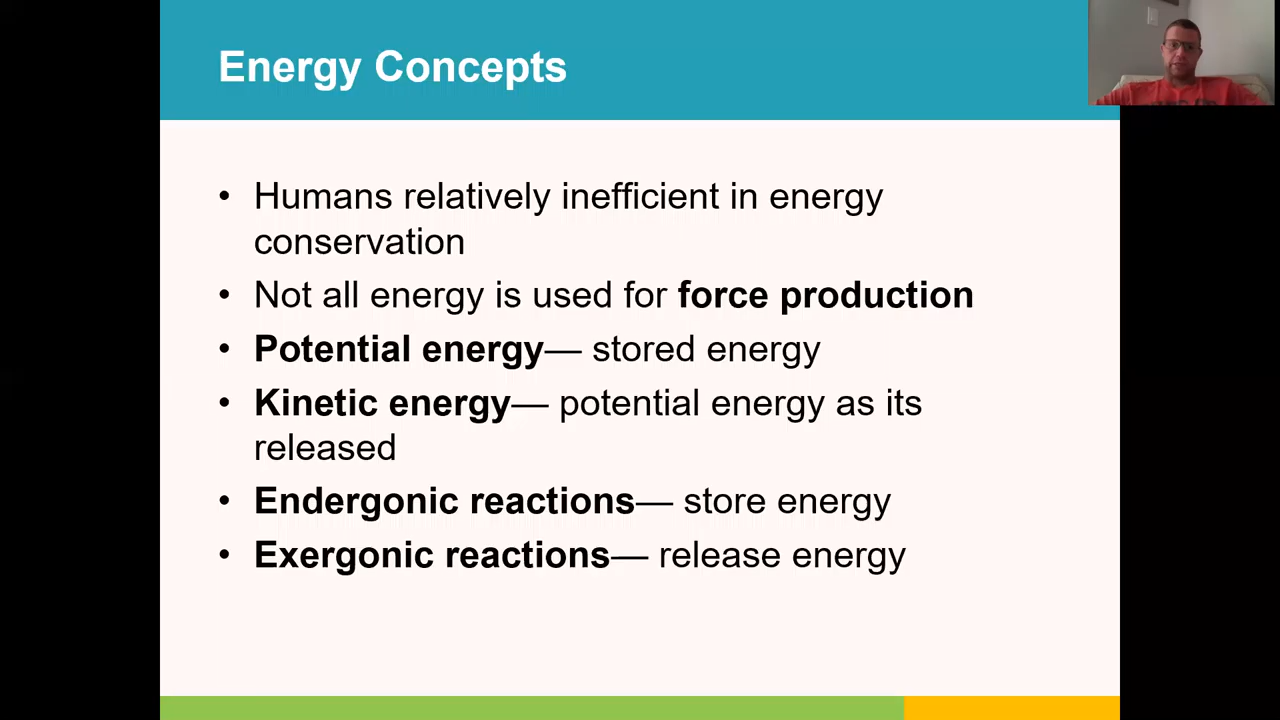 Energy Concepts
• Humans relatively inefficient in energy
conservation
• Not all energy is used for force production
• Potential energy— stored energy
• Kinetic energy— potential energy as its
released
• Endergonic reactions— store energy
• Exergonic reactions— release energy